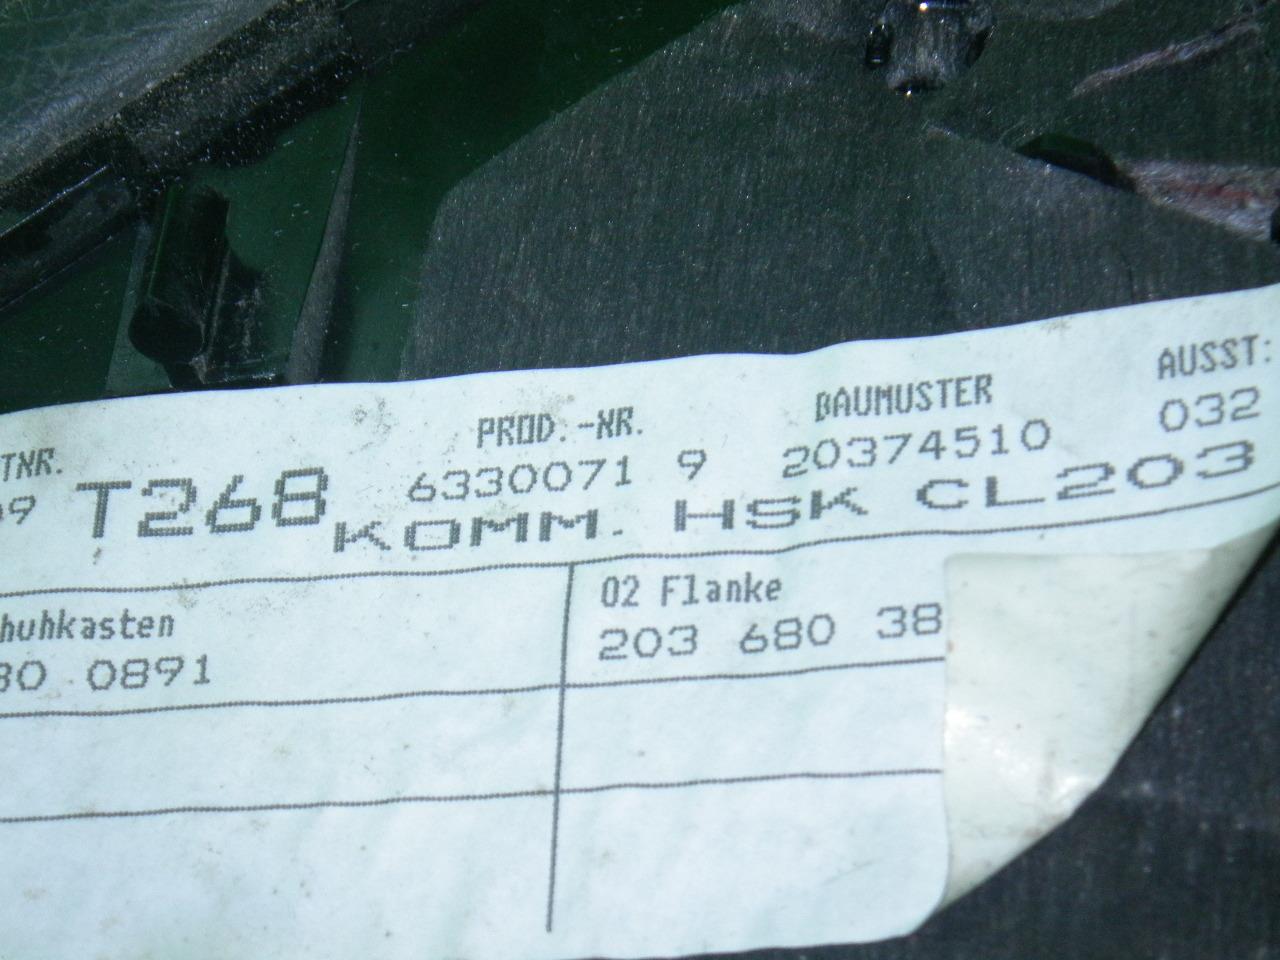 TNR. PROD.-NR. BAUMUSTER AUSST:
T268 6330071 9 20374510 032
KOMM. HSK CL203
huhkasten 02 Flanke
80 0891 203 680 38